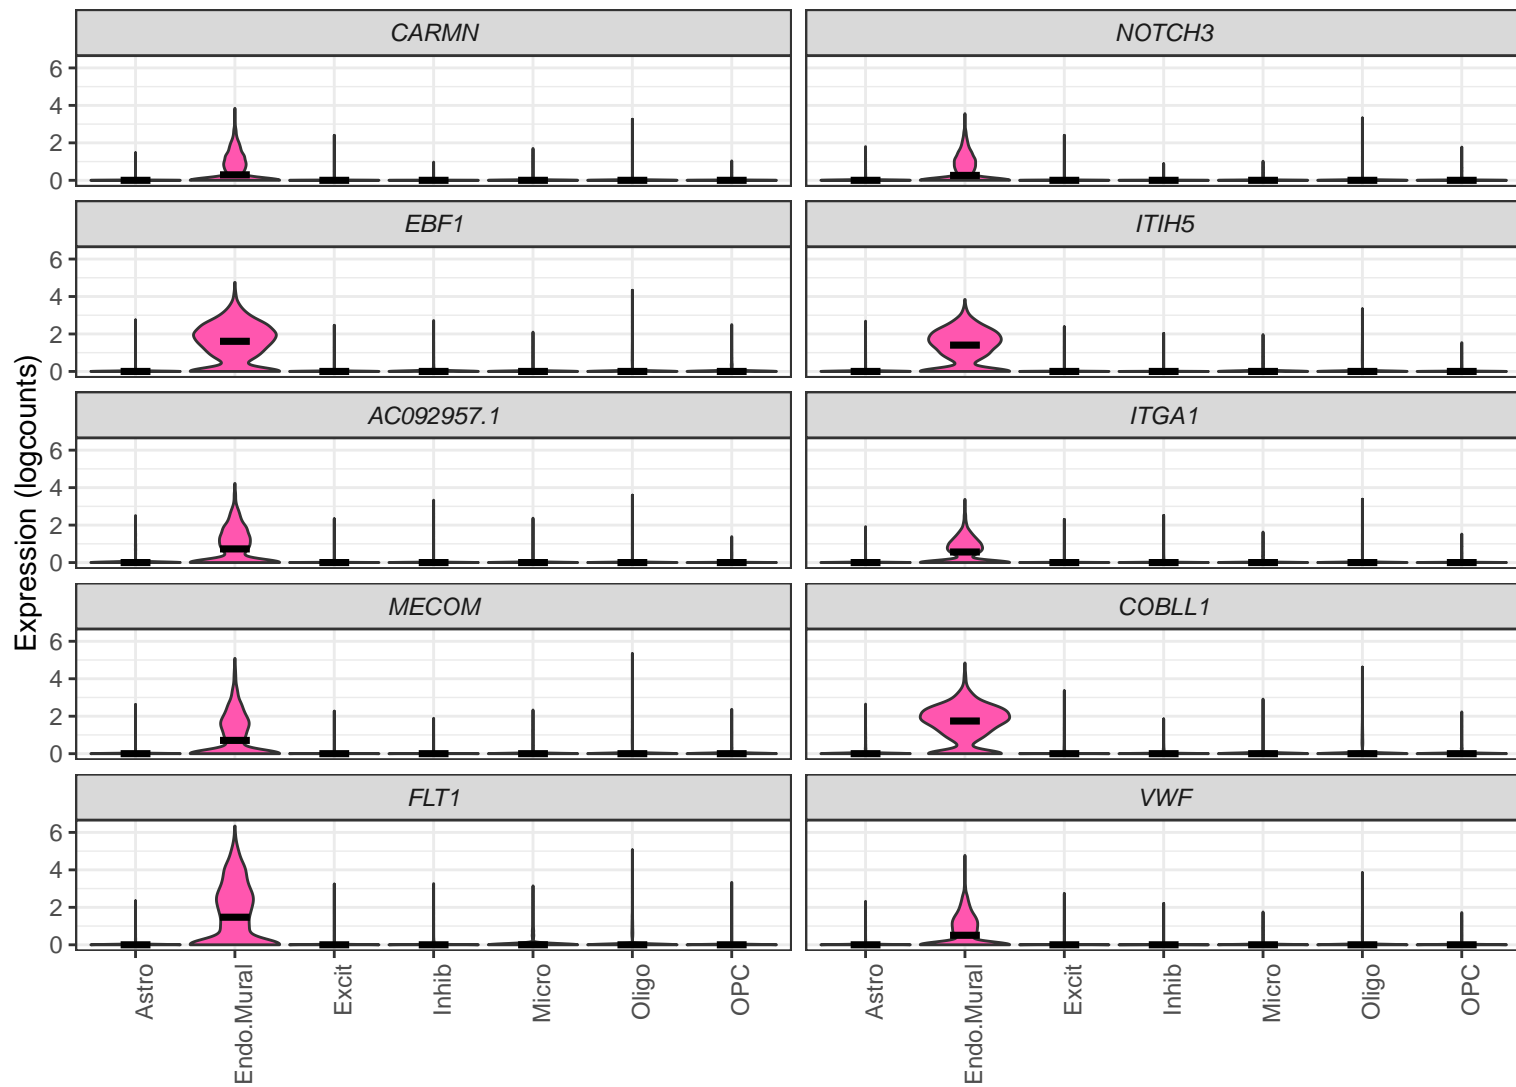 CARMN
NOTCH3
6
4
2
0
EBF1
ITIH5
6
4
2
0
AC092957.1
ITGA1
6
4
2
0
MECOM
COBLL1
6
4
2
0
FLT1
VWF
6
4
2
0
Expression (logcounts)
Astro
Endo.Mural
Excit
Inhib
Micro
Oligo
OPC
Astro
Endo.Mural
Excit
Inhib
Micro
Oligo
OPC